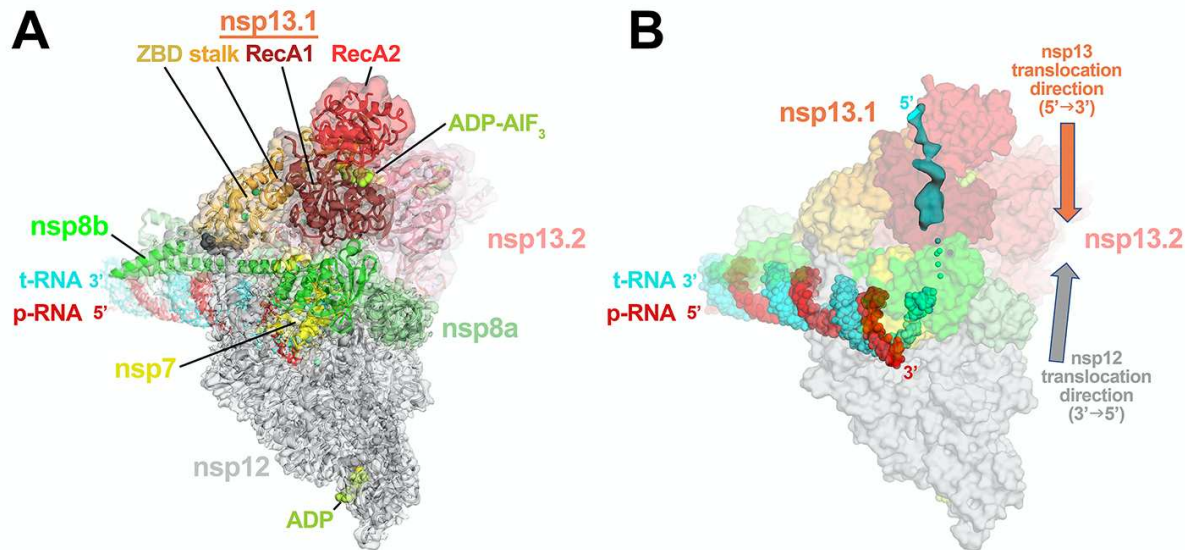 A
nsp13.1
ZBD stalk RecA1 RecA2
ADP-AlF3
nsp8b
nsp13.2
t-RNA 3’
p-RNA 5’
nsp8a
nsp7
nsp12
ADP
B
nsp13
translocation
direction
(5’→3’)
5’
nsp13.1
nsp13.2
t-RNA 3’
p-RNA 5’
3’
nsp12
translocation
direction
(3’→5’)